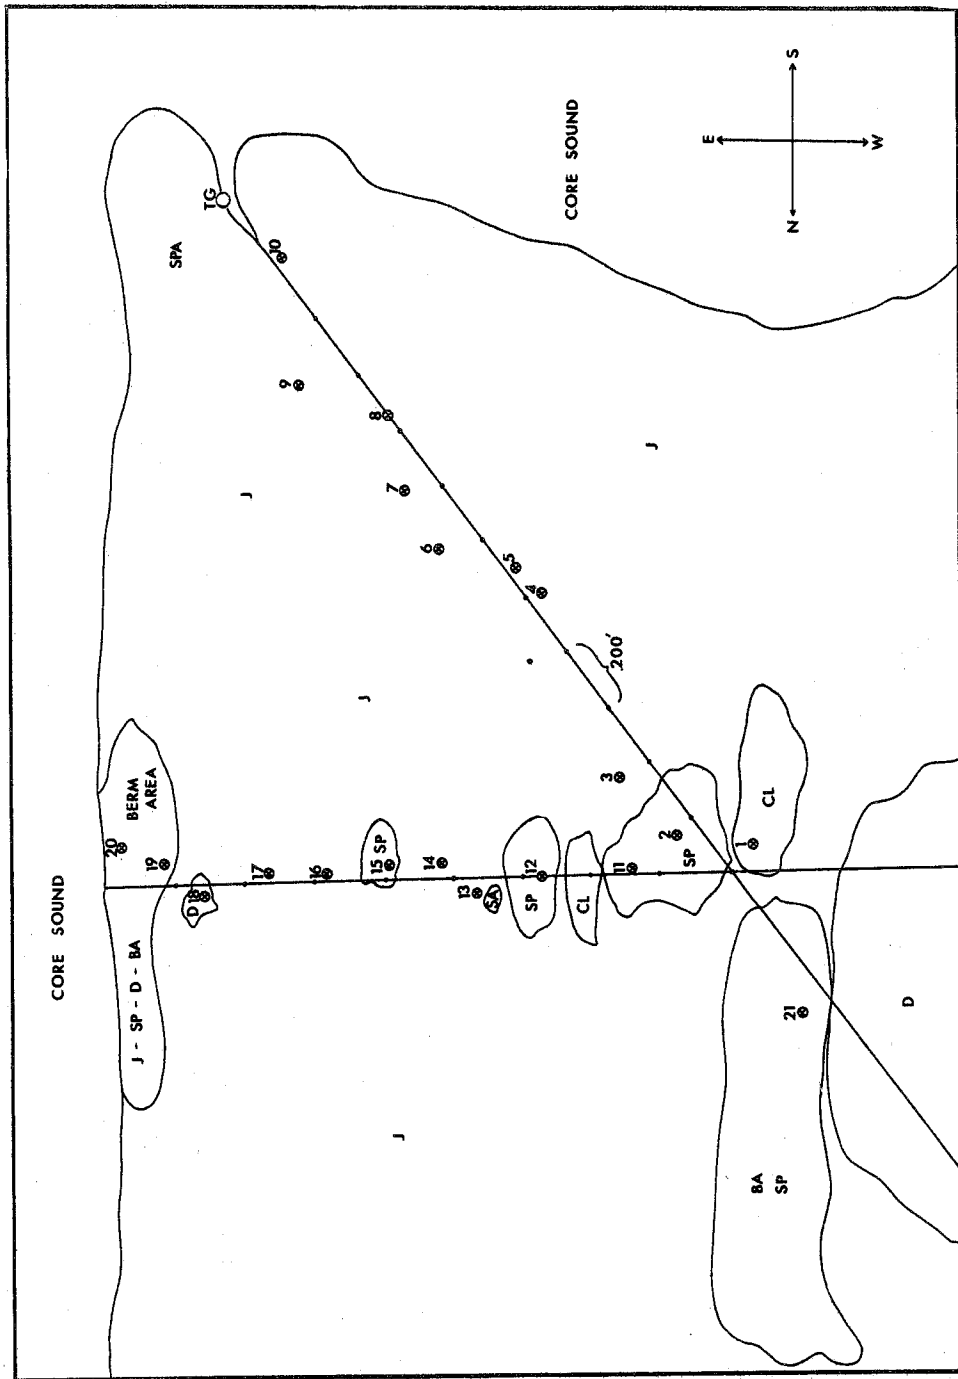 CORE SOUND
J - SP - D - BA
BERM
AREA
20
19
D
18
17
16
15
SP
14
13
SA
12
SP
CL
11
SP
2
3
1
CL
BA
SP
21
D
J
J
J
J
200'
4
5
6
7
8
9
10
TG
SPA
CORE SOUND
N
E
S
W